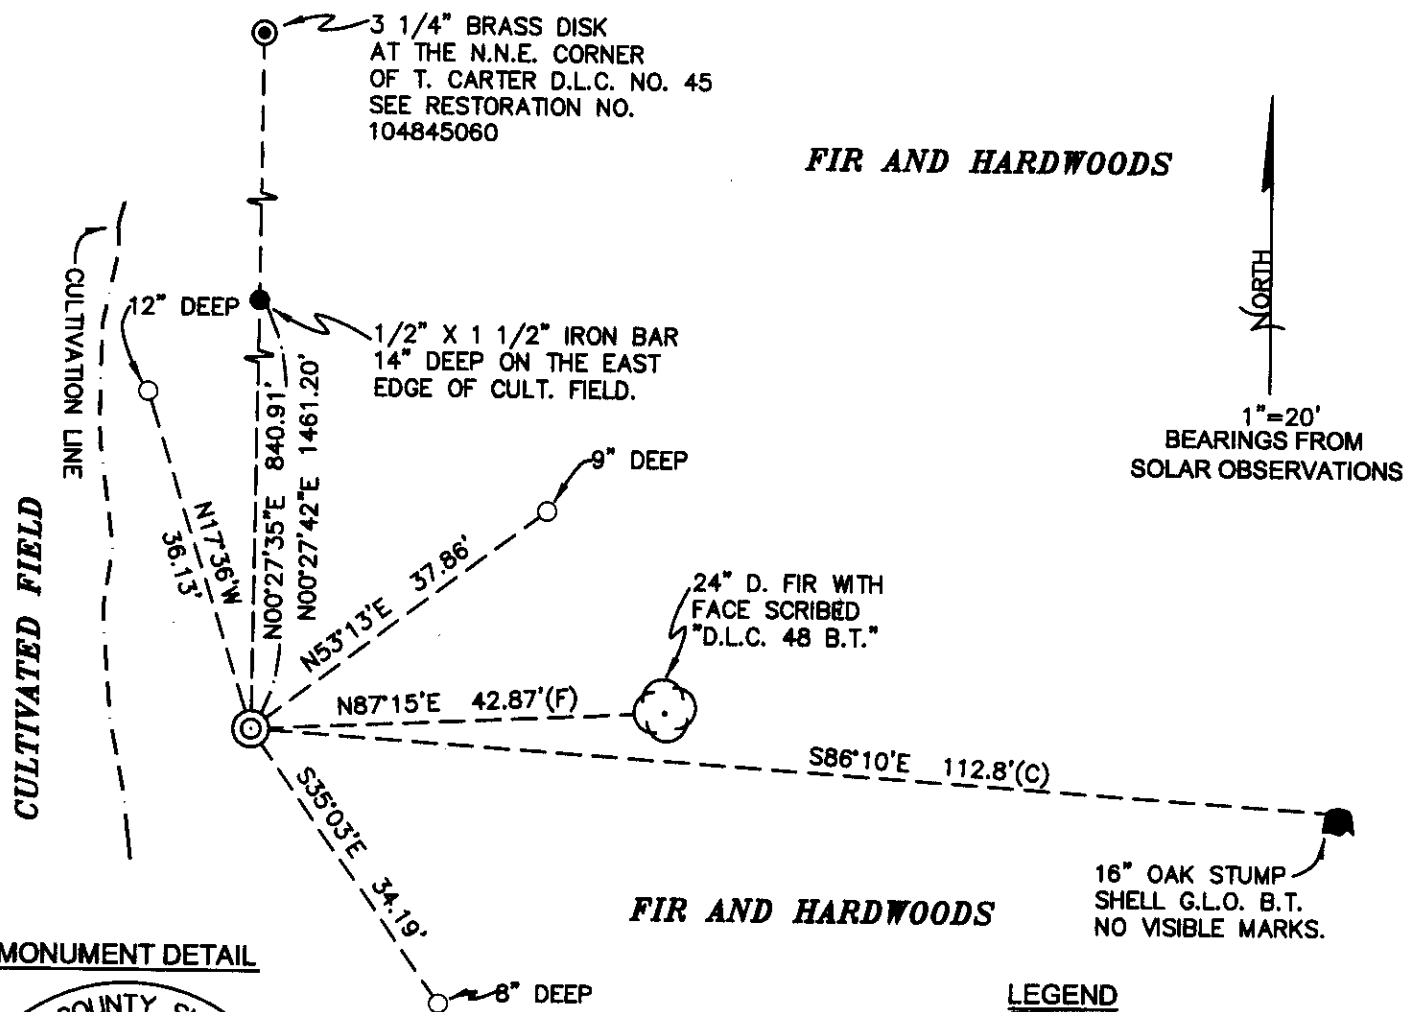 3 1/4" BRASS DISK
AT THE N.N.E. CORNER
OF T. CARTER D.L.C. NO. 45
SEE RESTORATION NO.
104845060
FIR AND HARDWOODS
NORTH
1"=20'
BEARINGS FROM
SOLAR OBSERVATIONS
CULTIVATION LINE
12" DEEP
1/2" X 1 1/2" IRON BAR
14" DEEP ON THE EAST
EDGE OF CULT. FIELD.
CULTIVATED FIELD
N17°36'W
36.13'
N00°27'35"E 840.91'
N00°27'42"E 1461.20'
9" DEEP
N53°13'E 37.86'
24" D. FIR WITH
FACE SCRIBED
"D.L.C. 48 B.T."
N87°15'E 42.87'(F)
S86°10'E 112.8'(C)
16" OAK STUMP
SHELL G.L.O. B.T.
NO VISIBLE MARKS.
S35°03'E 34.19'
8" DEEP
FIR AND HARDWOODS
MONUMENT DETAIL
COUNTY
LEGEND